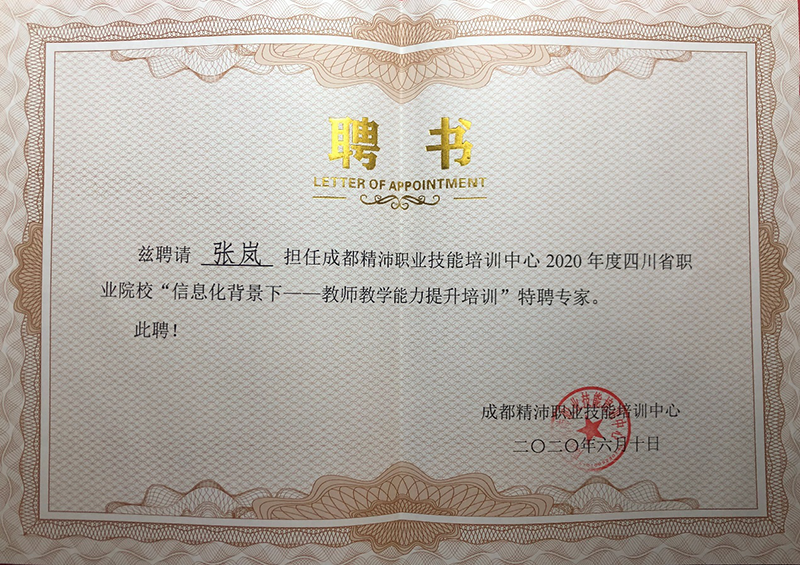 聘书
LETTER OF APPOINTMENT
兹聘请 张岚 担任成都精沛职业技能培训中心 2020 年度四川省职
业院校“信息化背景下——教师教学能力提升培训”特聘专家。
此聘！
成都精沛职业技能培训中心
二〇二〇年六月十日